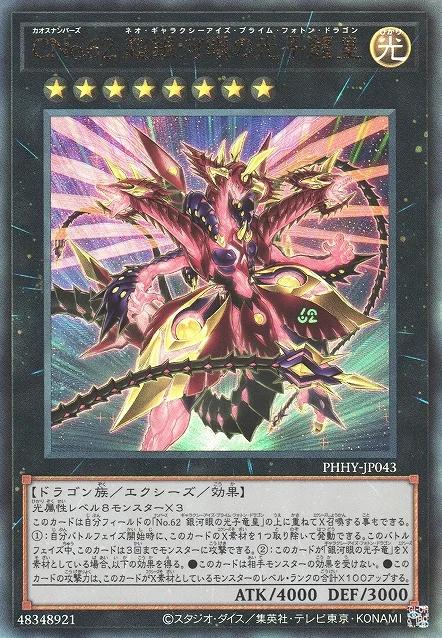 カオスナンバーズ ネオ・ギャラクシーアイズ・プライム・フォトン・ドラゴン
CNo.62 超銀河眼の光子龍皇
ひかり
光
62
PHHY-JP043
【ドラゴン族／エクシーズ／効果】
光属性レベル８モンスター×３
このカードは自分フィールドの「No.62 銀河眼の光子竜皇」の上に重ねてX召喚する事もできる。
①：自分バトルフェイズ開始時に、このカードのX素材を１つ取り除いて発動できる。このバトル
フェイズ中、このカードは３回までモンスターに攻撃できる。②：このカードが「銀河眼の光子竜」をX
素材としている場合、以下の効果を得る。●このカードは相手モンスターの効果を受けない。●この
カードの攻撃力は、このカードがX素材としているモンスターのレベル・ランクの合計×100アップする。
ATK/4000 DEF/3000
48348921
©スタジオ・ダイス／集英社・テレビ東京・KONAMI